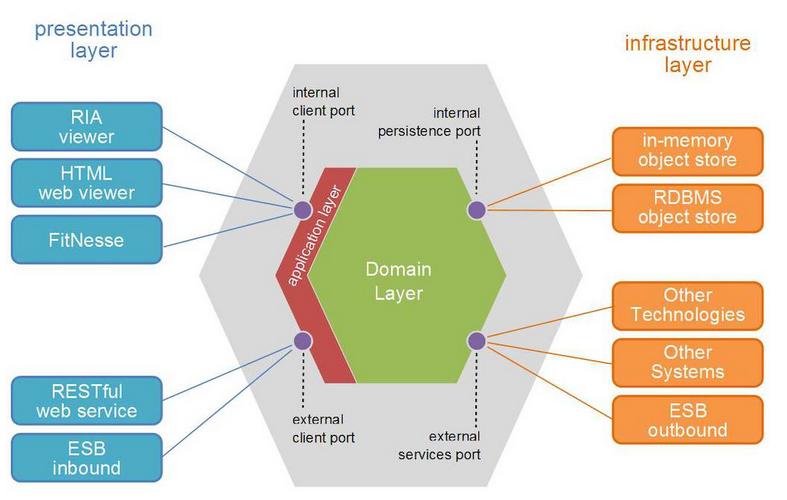 presentation
layer
infrastructure
layer
RIA
viewer
HTML
web viewer
FitNesse
RESTful
web service
ESB
inbound
internal
client port
internal
persistence port
application layer
Domain
Layer
external
client port
external
services port
in-memory
object store
RDBMS
object store
Other
Technologies
Other
Systems
ESB
outbound